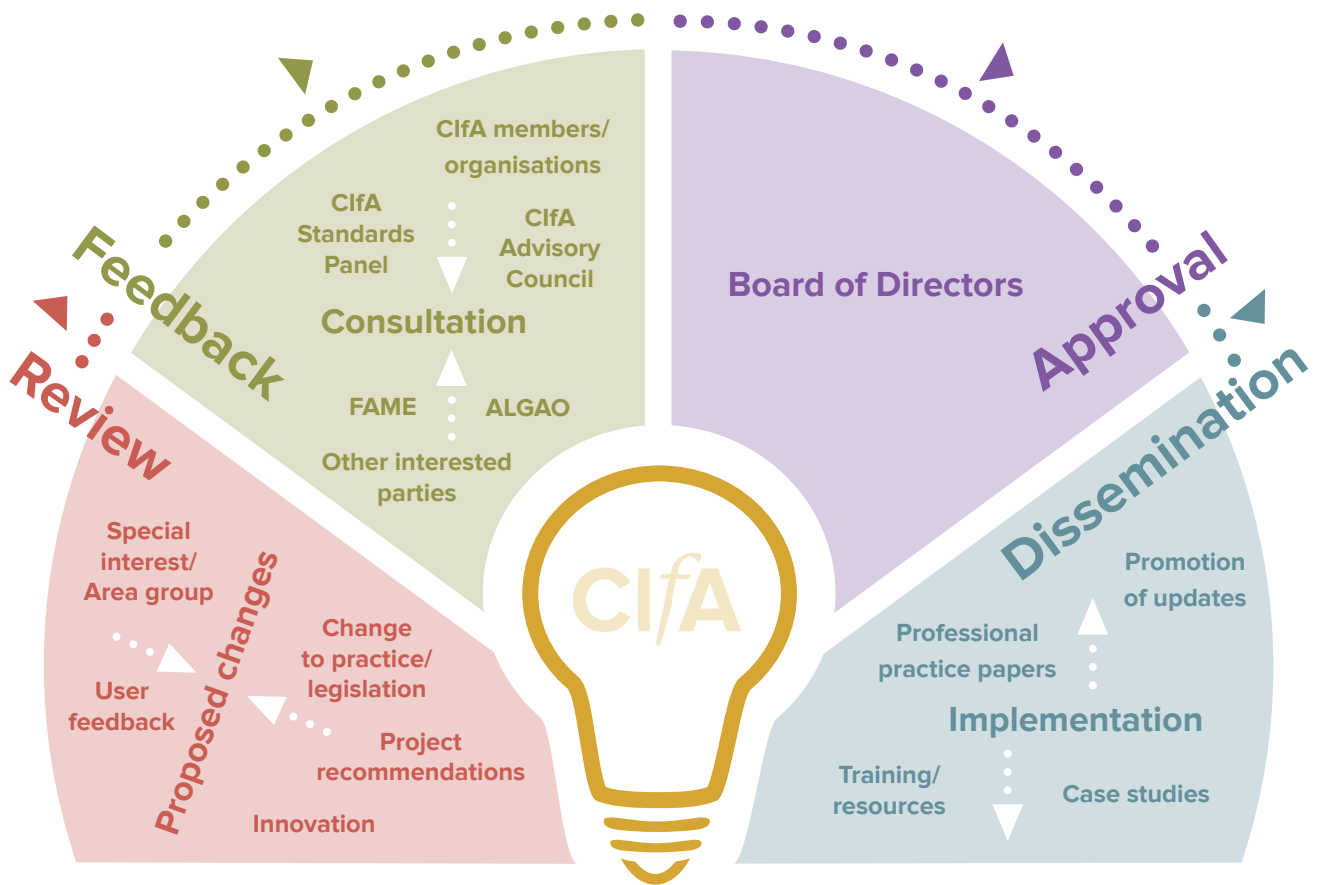 Review
Special
interest/
Area group
User
feedback
Proposed changes
Change
to practice/
legislation
Project
recommendations
Innovation
Feedback
CIfA members/
organisations
CIfA
Standards
Panel
CIfA
Advisory
Council
Consultation
FAME
ALGAO
Other interested
parties
Approval
Board of Directors
Dissemination
Promotion
of updates
Professional
practice papers
Implementation
Training/
resources
Case studies
CIfA